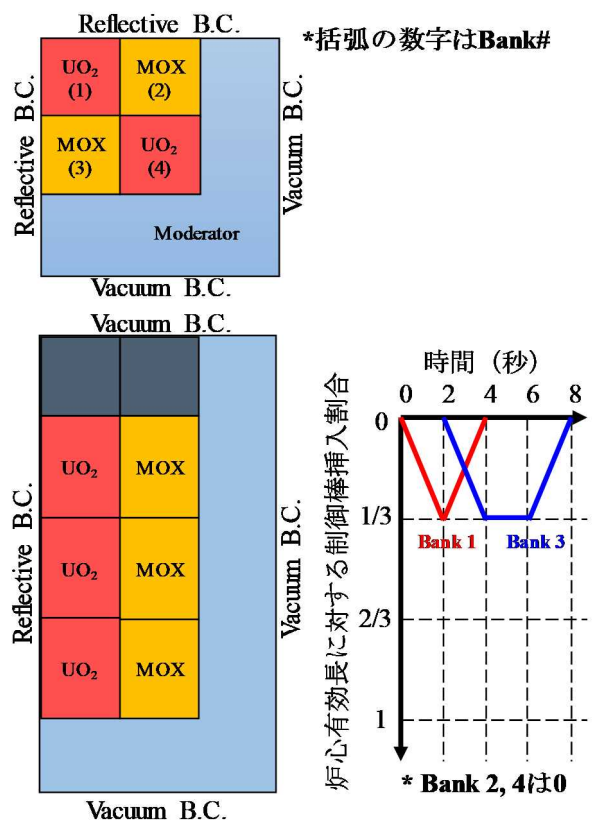 Reflective B.C.
*括弧の数字はBank#
UO₂
(1)
MOX
(2)
MOX
(3)
UO₂
(4)
Reflective B.C.
Vacuum B.C.
Moderator
Vacuum B.C.
Vacuum B.C.
UO₂
MOX
UO₂
MOX
UO₂
MOX
Reflective B.C.
Vacuum B.C.
Vacuum B.C.
時間（秒）
0 2 4 6 8
炉心有効長に対する制御棒挿入割合
0
1/3
2/3
1
Bank 1
Bank 3
* Bank 2, 4は0